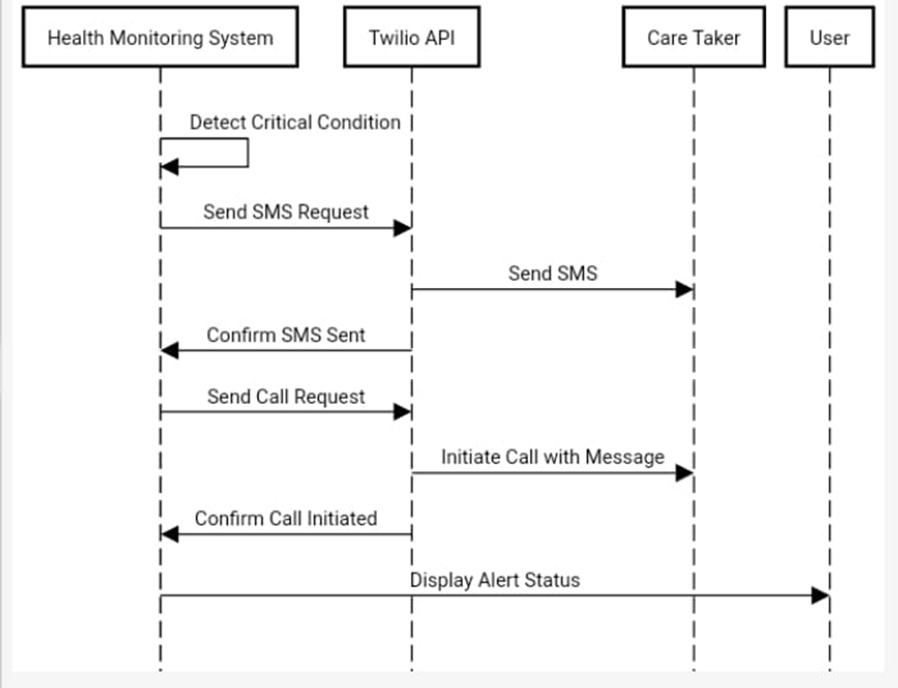 Health Monitoring System
Twilio API
Care Taker
User
Detect Critical Condition
Send SMS Request
Send SMS
Confirm SMS Sent
Send Call Request
Initiate Call with Message
Confirm Call Initiated
Display Alert Status